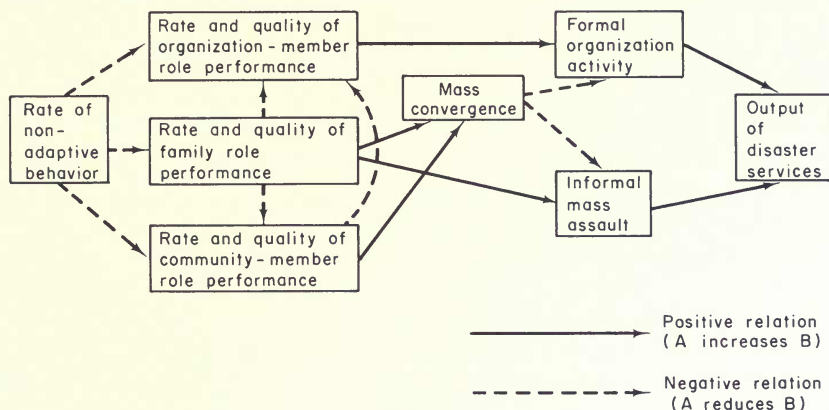 Rate and quality of
organization - member
role performance
Formal
organization
activity
Rate of
non-
adaptive
behavior
Rate and quality of
family role
performance
Mass
convergence
Output
of
disaster
services
Rate and quality of
community - member
role performance
Informal
mass
assault
Positive relation
(A increases B)
Negative relation
(A reduces B)